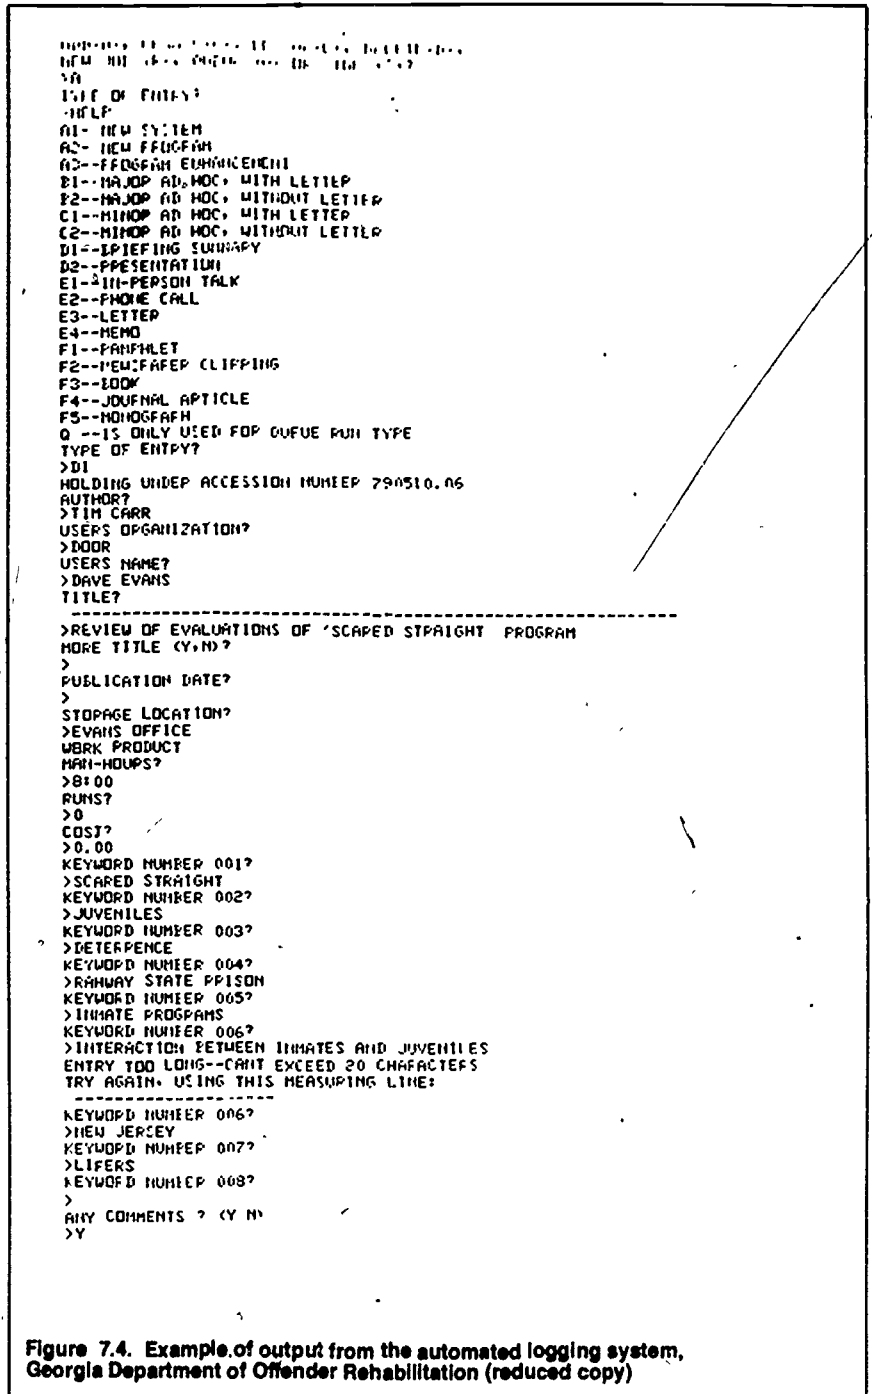 >A
TYPE OF ENTRY?
>HELP
A1- NEW SYSTEM
A2- NEW PROGRAM
A3--PROGRAM ENHANCEMENT
B1--MAJOR AD HOC, WITH LETTER
B2--MAJOR AD HOC, WITHOUT LETTER
C1--MINOR AD HOC, WITH LETTER
C2--MINOR AD HOC, WITHOUT LETTER
D1--BRIEFING SUMMARY
D2--PRESENTATION
E1--IN-PERSON TALK
E2--PHONE CALL
E3--LETTER
E4--MEMO
F1--PAMPHLET
F2--NEWSPAPER CLIPPING
F3--BOOK
F4--JOURNAL ARTICLE
F5--MONOGRAPH
Q --IS ONLY USED FOR QUEUE RUN TYPE
TYPE OF ENTRY?
>D1
HOLDING UNDER ACCESSION NUMBER 790510.06
AUTHOR?
>TIM CARR
USERS ORGANIZATION?
>DOOR
USERS NAME?
>DAVE EVANS
TITLE?
>REVIEW OF EVALUATIONS OF 'SCARED STRAIGHT PROGRAM
MORE TITLE (Y,N)?
>
PUBLICATION DATE?
>
STORAGE LOCATION?
>EVANS OFFICE
WORK PRODUCT
MAN-HOURS?
>8:00
RUNS?
>0
COST?
>0.00
KEYWORD NUMBER 001?
>SCARED STRAIGHT
KEYWORD NUMBER 002?
>JUVENILES
KEYWORD NUMBER 003?
>DETERRENCE
KEYWORD NUMBER 004?
>RAHWAY STATE PRISON
KEYWORD NUMBER 005?
>INMATE PROGRAMS
KEYWORD NUMBER 006?
>INTERACTION BETWEEN INMATES AND JUVENILES
ENTRY TOO LONG--CANT EXCEED 20 CHARACTERS
TRY AGAIN, USING THIS MEASURING LINE:
--------------------
KEYWORD NUMBER 006?
>NEW JERSEY
KEYWORD NUMBER 007?
>LIFERS
KEYWORD NUMBER 008?
>
ANY COMMENTS ? (Y N)
>Y
Figure 7.4. Example of output from the automated logging system,
Georgia Department of Offender Rehabilitation (reduced copy)